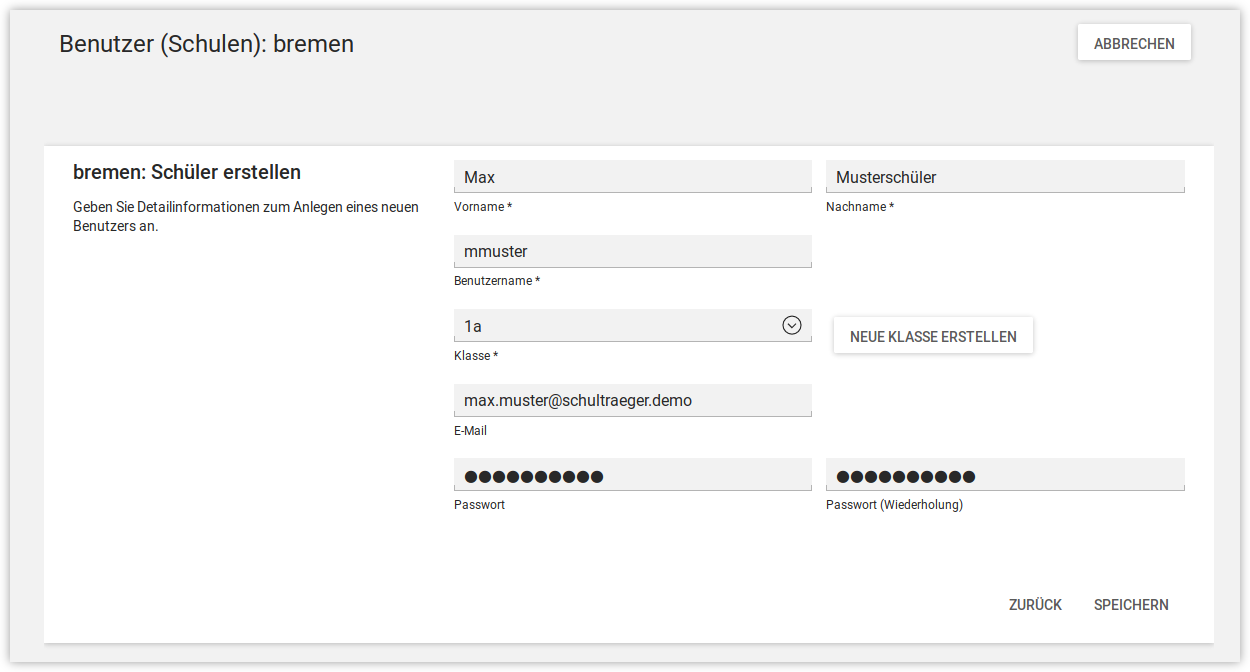 Benutzer (Schulen): bremen
ABBRECHEN
bremen: Schüler erstellen
Geben Sie Detailinformationen zum Anlegen eines neuen
Benutzers an.
Max
Musterschüler
Vorname *
Nachname *
mmuster
Benutzername *
1a
NEUE KLASSE ERSTELLEN
Klasse *
max.muster@schultraeger.demo
E-Mail
●●●●●●●●●●
●●●●●●●●●●
Passwort
Passwort (Wiederholung)
ZURÜCK
SPEICHERN